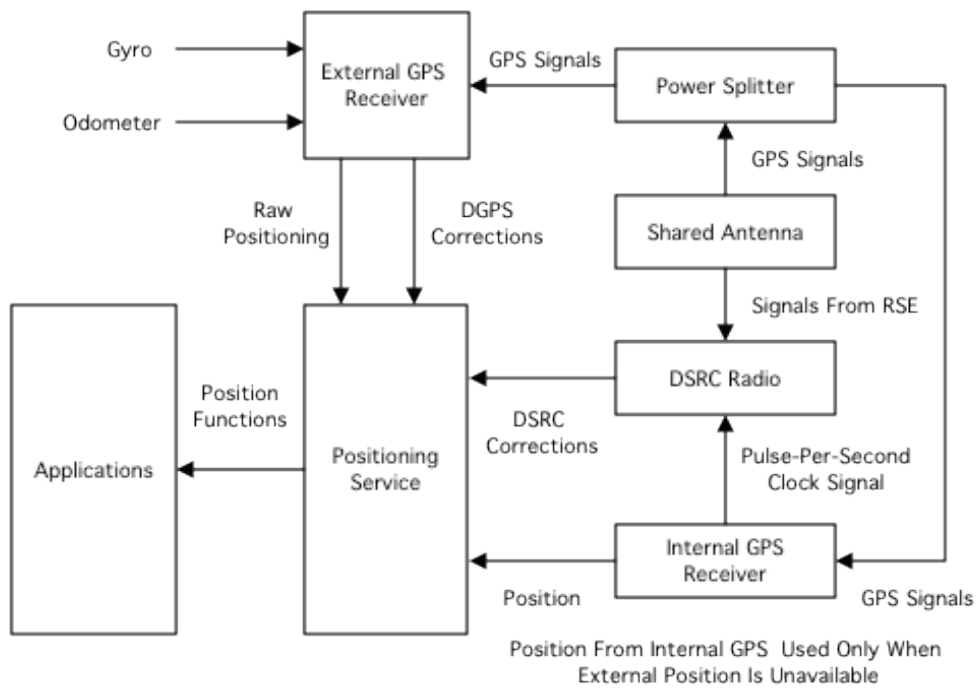 Gyro
Odometer
External GPS
Receiver
GPS Signals
Power Splitter
GPS Signals
Raw
Positioning
DGPS
Corrections
Shared Antenna
Signals From RSE
DSRC Radio
Position
Functions
DSRC
Corrections
Applications
Positioning
Service
Pulse-Per-Second
Clock Signal
Internal GPS
Receiver
Position
GPS Signals
Position From Internal GPS Used Only When
External Position Is Unavailable